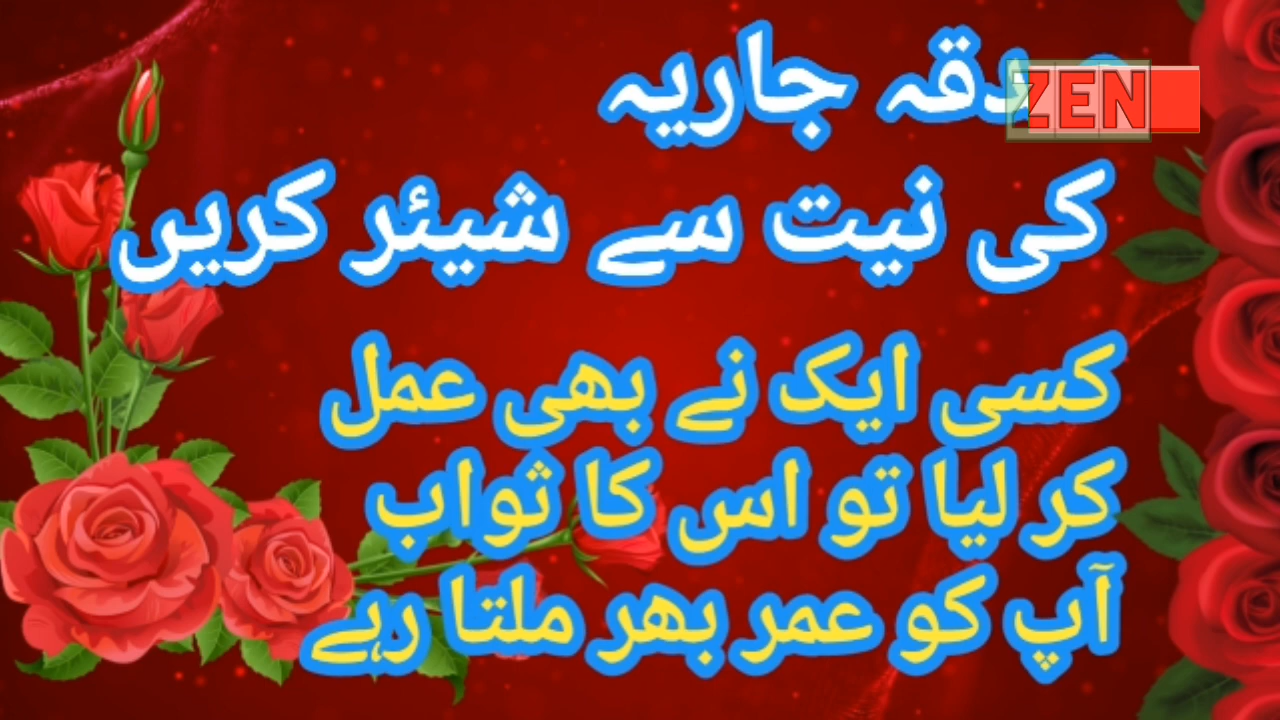 صدقہ جاریہ
ZEN
کی نیت سے شیئر کریں
کسی ایک نے بھی عمل
کر لیا تو اس کا ثواب
آپ کو عمر بھر ملتا رہے